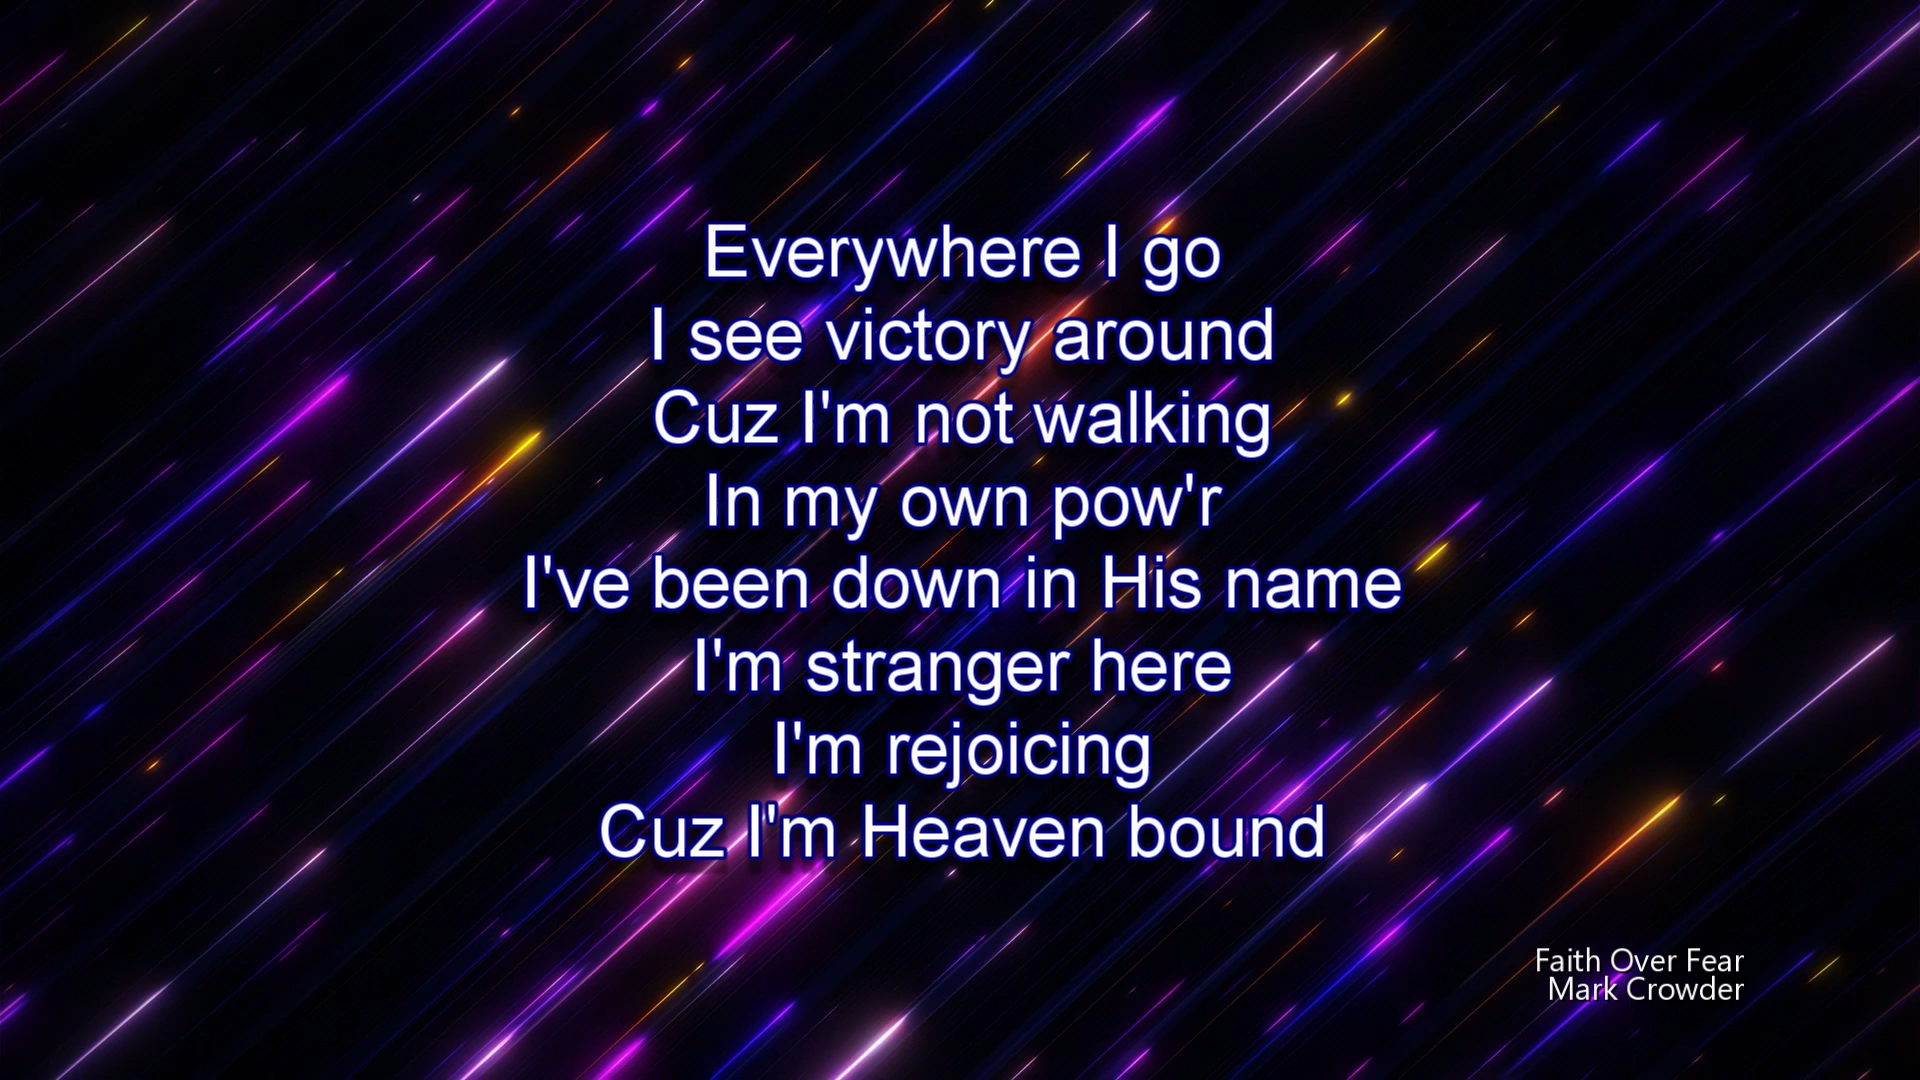 Everywhere I go
I see victory around
Cuz I'm not walking
In my own pow'r
I've been down in His name
I'm stranger here
I'm rejoicing
Cuz I'm Heaven bound
Faith Over Fear
Mark Crowder